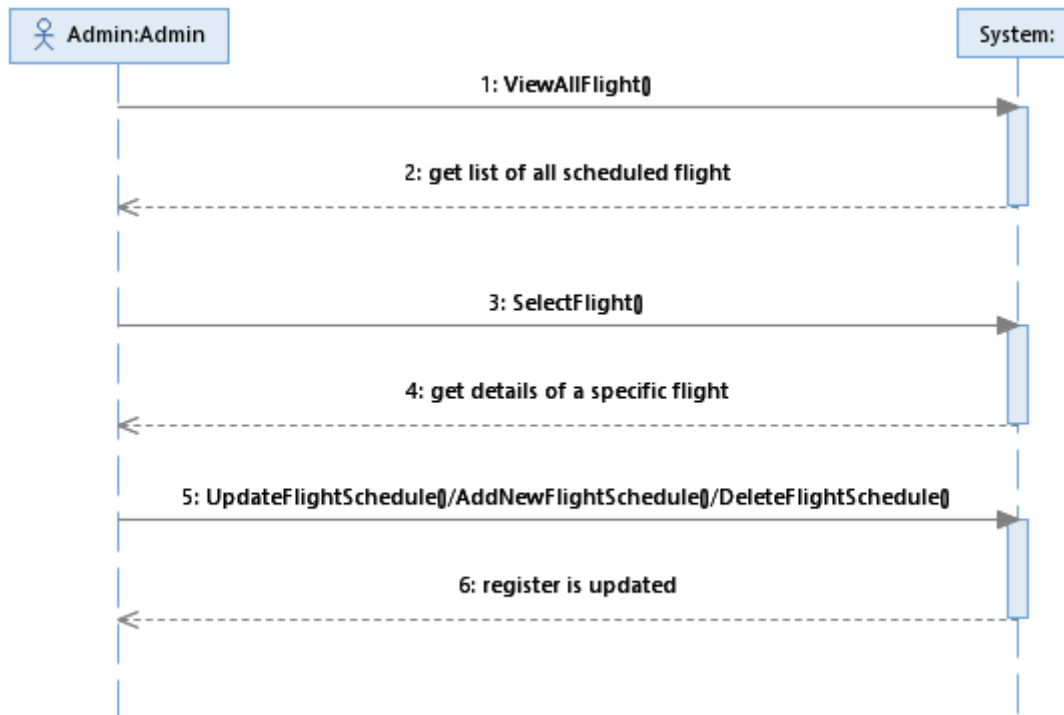 Admin:Admin
System:
1: ViewAllFlight()
2: get list of all scheduled flight
3: SelectFlight()
4: get details of a specific flight
5: UpdateFlightSchedule()/AddNewFlightSchedule()/DeleteFlightSchedule()
6: register is updated